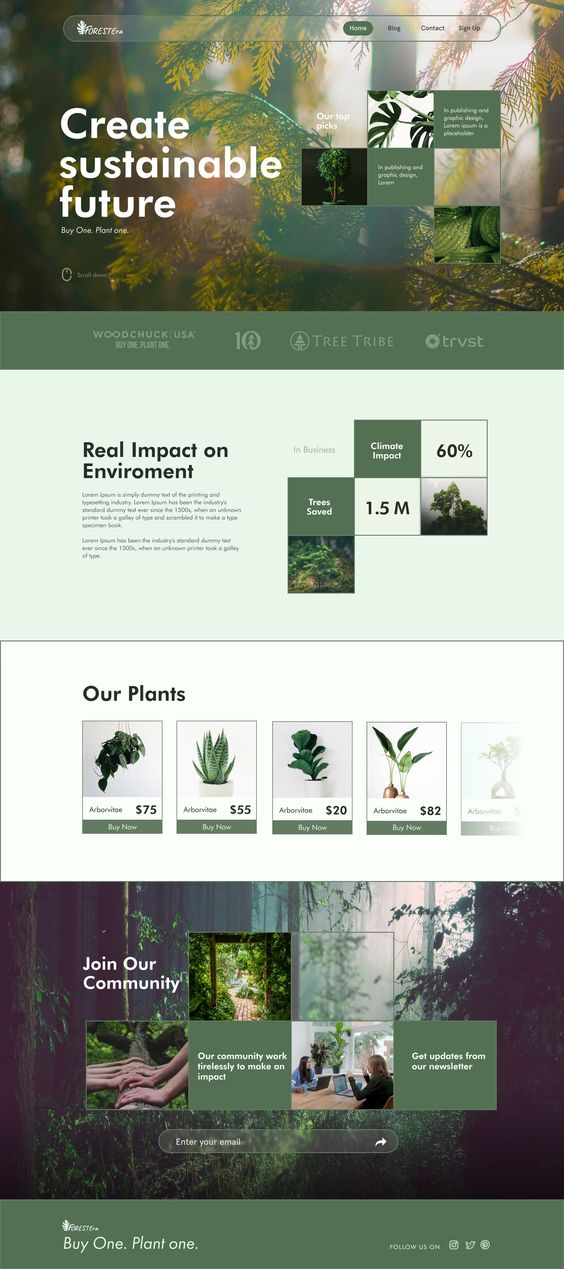 FORESTEra
Home
Blog
Contact
Sign Up
Create
sustainable
future
Buy One. Plant one.
Scroll down
Our top
picks
In publishing and
graphic design,
Lorem ipsum is a
placeholder
In publishing and
graphic design,
Lorem
WOODCHUCK|USA
BUY ONE. PLANT ONE.
10
TREE TRIBE
trvst
Real Impact on
Enviroment
Lorem Ipsum is simply dummy text of the printing and
typesetting industry. Lorem Ipsum has been the industry's
standard dummy text ever since the 1500s, when an unknown
printer took a galley of type and scrambled it to make a type
specimen book.
Lorem Ipsum has been the industry's standard dummy text
ever since the 1500s, when an unknown printer took a galley
of type.
In Business
Climate
Impact
60%
Trees
Saved
1.5 M
Our Plants
Arborvitae $75
Buy Now
Arborvitae $55
Buy Now
Arborvitae $20
Buy Now
Arborvitae $82
Buy Now
Arborvitae $
Buy Now
Join Our
Community
Our community work
tirelessly to make an
impact
Get updates from
our newsletter
Enter your email
FORESTEra
Buy One. Plant one.
FOLLOW US ON